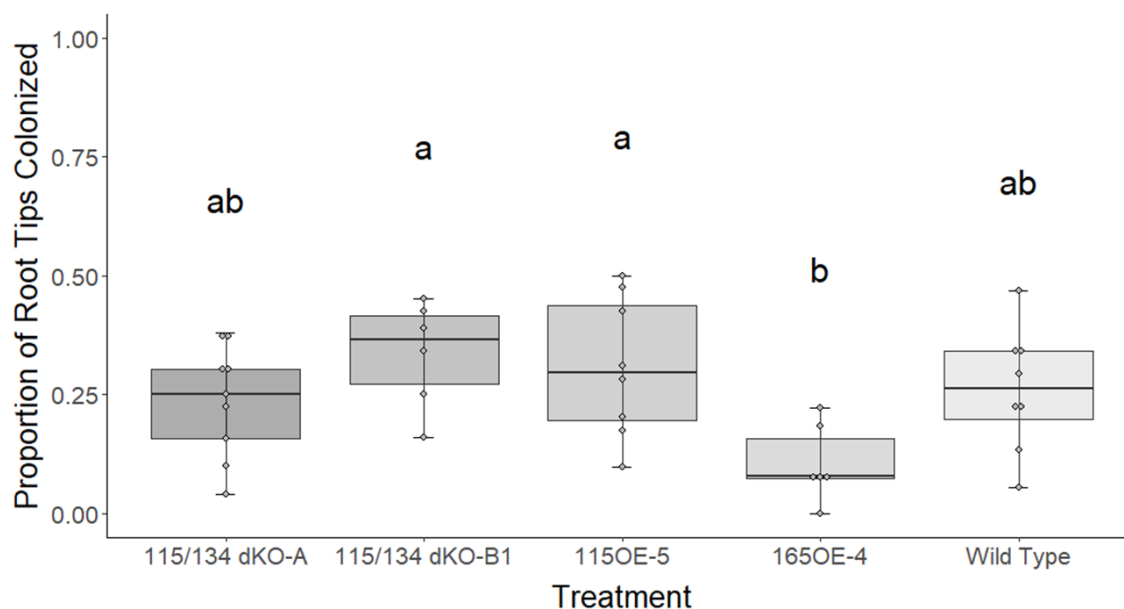 Proportion of Root Tips Colonized
1.00
0.75
0.50
0.25
0.00
ab
a
a
b
ab
115/134 dKO-A
115/134 dKO-B1
115OE-5
165OE-4
Wild Type
Treatment